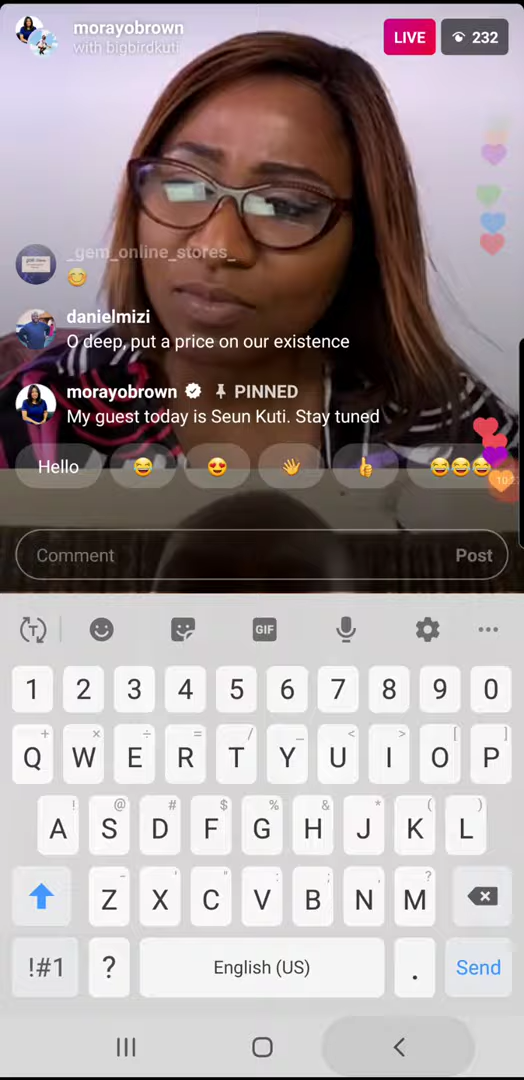 morayobrown
with bigbirdkuti
LIVE
232
_gem_online_stores_
danielmizi
O deep, put a price on our existence
morayobrown PINNED
My guest today is Seun Kuti. Stay tuned
Hello
Comment
Post
T
GIF
1 2 3 4 5 6 7 8 9 0
+ × ÷ = / _ < > [ ]
Q W E R T Y U I O P
! @ # $ % & * ( )
A S D F G H J K L
- ' " : ; , ?
Z X C V B N M
!#1 ? English (US) . Send